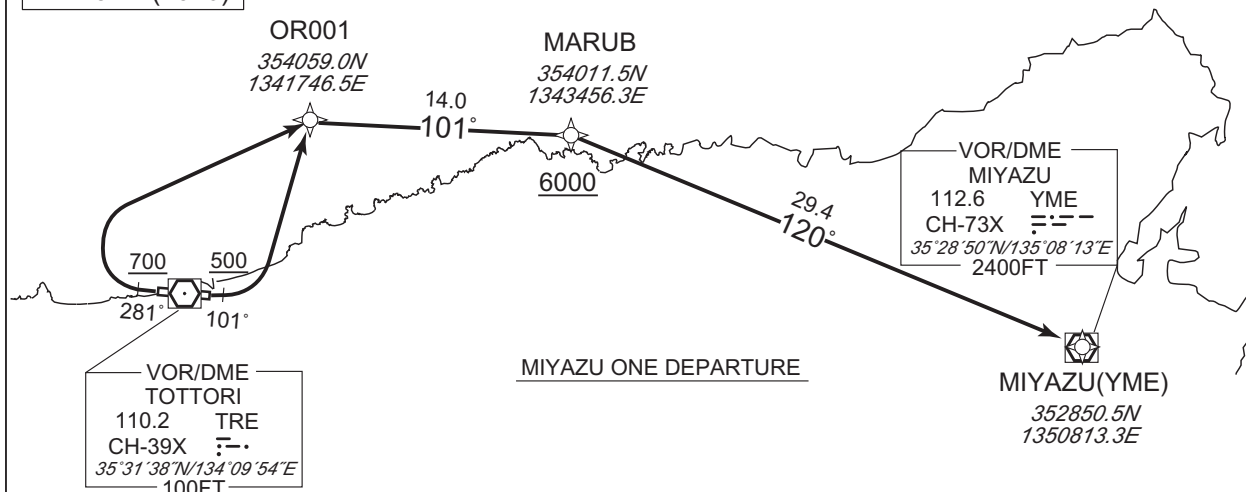 OR001
354059.0N
1341746.5E
MARUB
354011.5N
1343456.3E
14.0
101°
6000
29.4
120°
VOR/DME
MIYAZU
112.6 YME
CH-73X
35°28´50˝N/135°08´13˝E
2400FT
700
500
281°
101°
VOR/DME
TOTTORI
110.2 TRE
CH-39X
35°31´38˝N/134°09´54˝E
100FT
MIYAZU ONE DEPARTURE
MIYAZU(YME)
352850.5N
1350813.3E